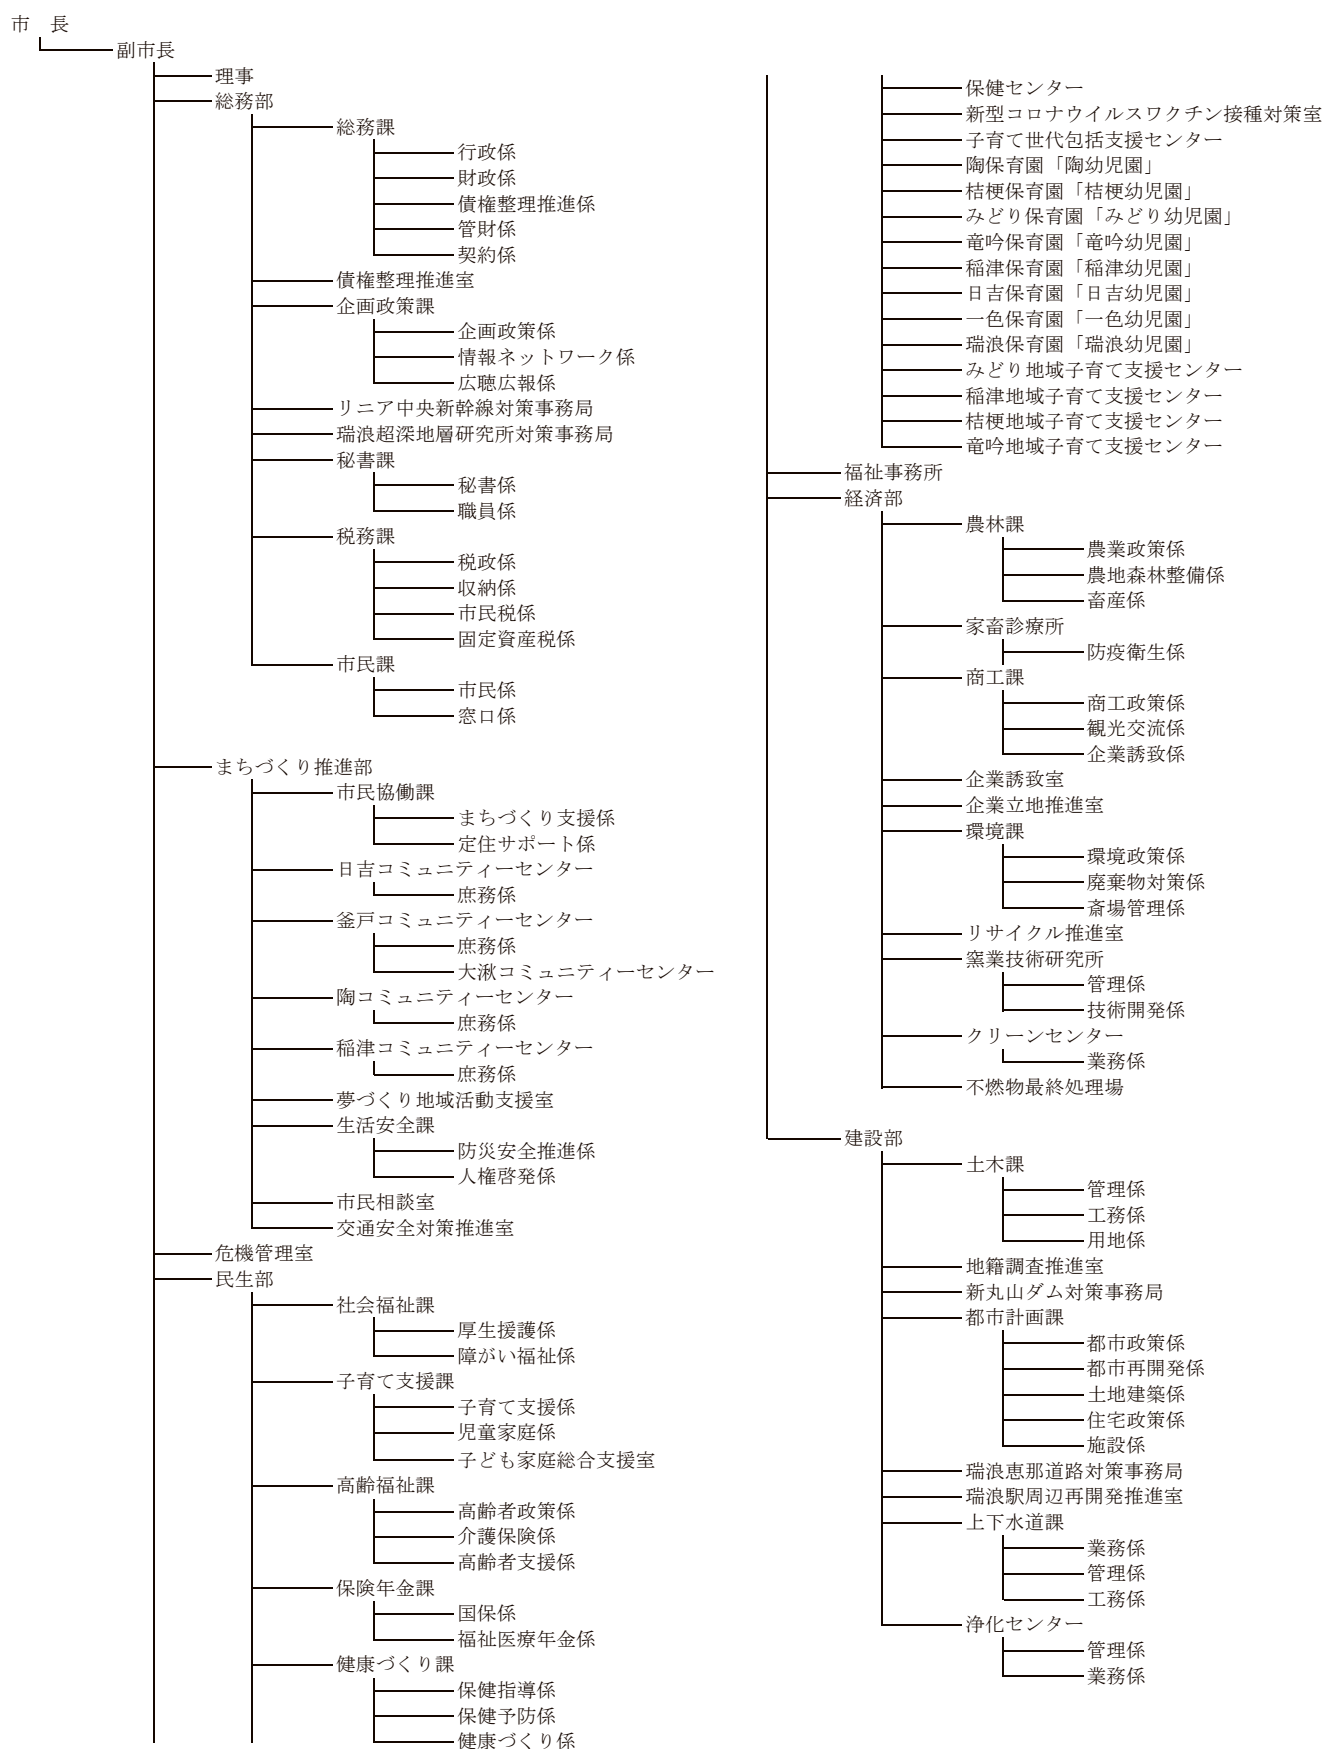 市　長
副市長
理事
総務部
総務課
行政係
財政係
債権整理推進係
管財係
契約係
債権整理推進室
企画政策課
企画政策係
情報ネットワーク係
広聴広報係
リニア中央新幹線対策事務局
瑞浪超深地層研究所対策事務局
秘書課
秘書係
職員係
税務課
税政係
収納係
市民税係
固定資産税係
市民課
市民係
窓口係
まちづくり推進部
市民協働課
まちづくり支援係
定住サポート係
日吉コミュニティーセンター
庶務係
釜戸コミュニティーセンター
庶務係
大湫コミュニティーセンター
陶コミュニティーセンター
庶務係
稲津コミュニティーセンター
庶務係
夢づくり地域活動支援室
生活安全課
防災安全推進係
人権啓発係
市民相談室
交通安全対策推進室
危機管理室
民生部
社会福祉課
厚生援護係
障がい福祉係
子育て支援課
子育て支援係
児童家庭係
子ども家庭総合支援室
高齢福祉課
高齢者政策係
介護保険係
高齢者支援係
保険年金課
国保係
福祉医療年金係
健康づくり課
保健指導係
保健予防係
健康づくり係
保健センター
新型コロナウイルスワクチン接種対策室
子育て世代包括支援センター
陶保育園「陶幼児園」
桔梗保育園「桔梗幼児園」
みどり保育園「みどり幼児園」
竜吟保育園「竜吟幼児園」
稲津保育園「稲津幼児園」
日吉保育園「日吉幼児園」
一色保育園「一色幼児園」
瑞浪保育園「瑞浪幼児園」
みどり地域子育て支援センター
稲津地域子育て支援センター
桔梗地域子育て支援センター
竜吟地域子育て支援センター
福祉事務所
経済部
農林課
農業政策係
農地森林整備係
畜産係
家畜診療所
防疫衛生係
商工課
商工政策係
観光交流係
企業誘致係
企業誘致室
企業立地推進室
環境課
環境政策係
廃棄物対策係
斎場管理係
リサイクル推進室
窯業技術研究所
管理係
技術開発係
クリーンセンター
業務係
不燃物最終処理場
建設部
土木課
管理係
工務係
用地係
地籍調査推進室
新丸山ダム対策事務局
都市計画課
都市政策係
都市再開発係
土地建築係
住宅政策係
施設係
瑞浪恵那道路対策事務局
瑞浪駅周辺再開発推進室
上下水道課
業務係
管理係
工務係
浄化センター
管理係
業務係